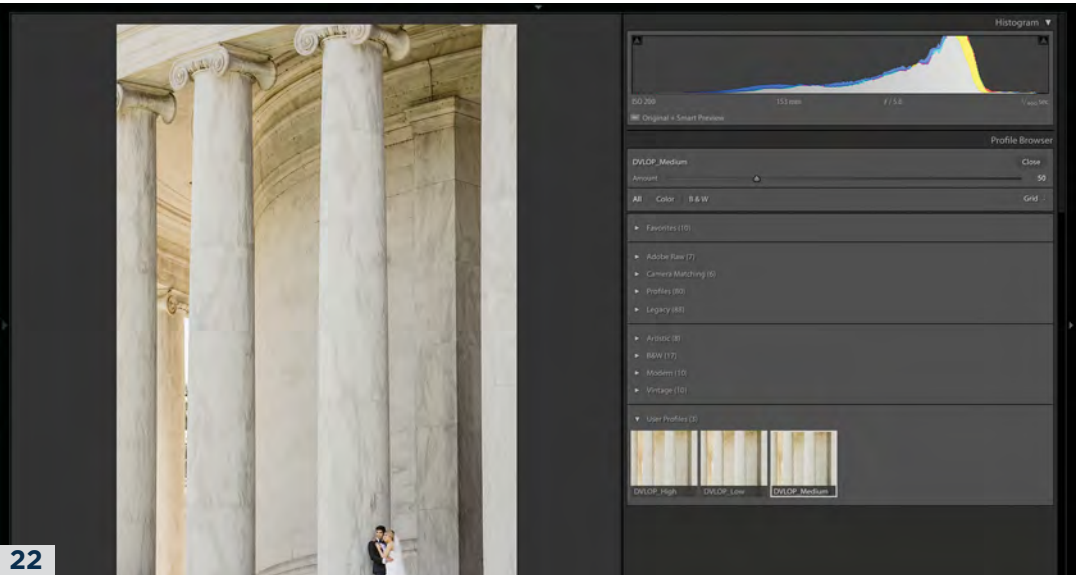 Histogram ▼
ISO 200
f / 5.0
Original + Smart Preview
Profile Browser
DVLOP_Medium Close
Amount 50
All Color B & W Grid
Favorites (10)
Adobe Raw (7)
Camera Matching (6)
Profiles (80)
Legacy (48)
Artistic (8)
B&W (17)
Modern (10)
Vintage (10)
User Profiles (3)
DVLOP_High DVLOP_Low DVLOP_Medium
22